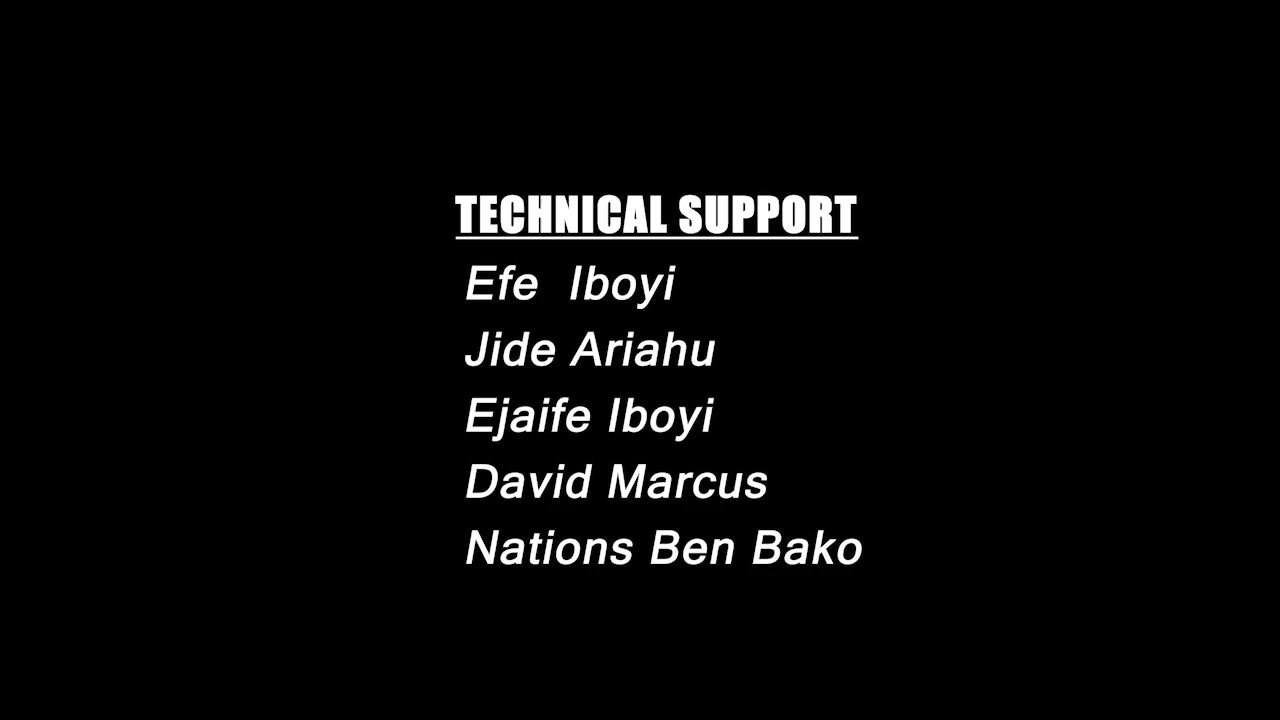 TECHNICAL SUPPORT
Efe  Iboyi
Jide Ariahu
Ejaife Iboyi
David Marcus
Nations Ben Bako